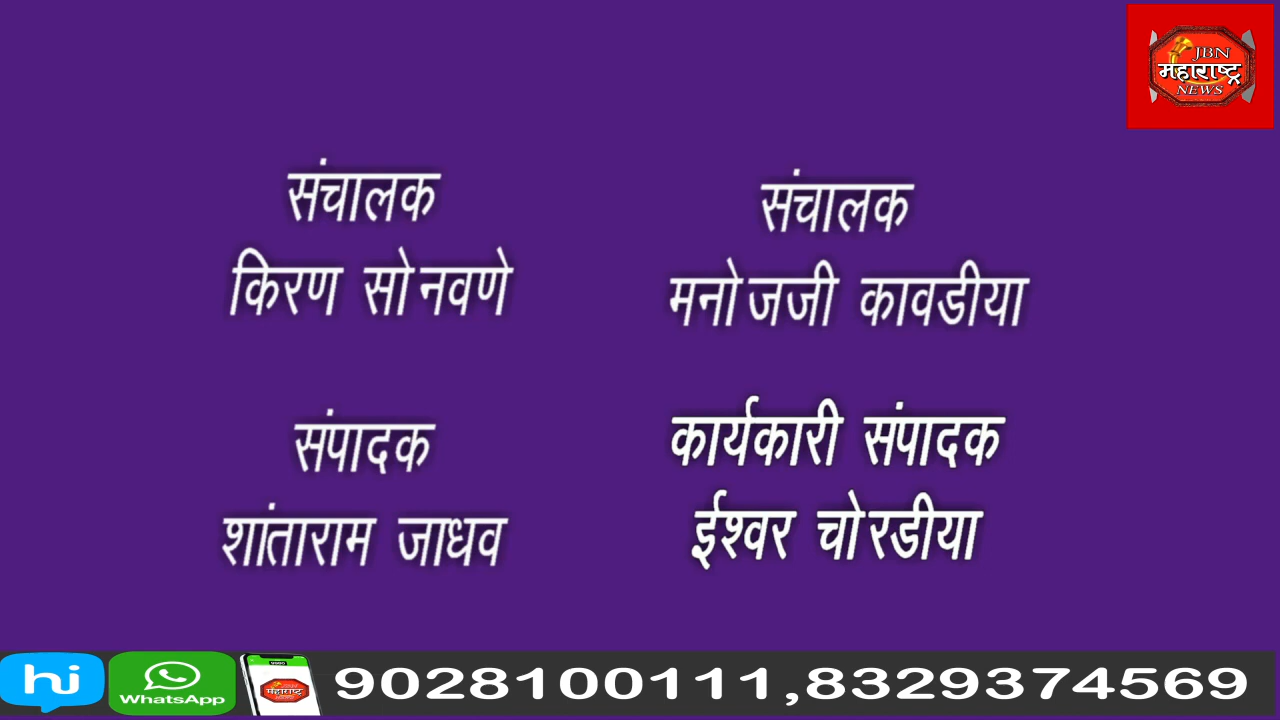 JBN
महाराष्ट्र
NEWS
संचालक
किरण सोनवणे
संचालक
मनोजजी कावडीया
संपादक
शांताराम जाधव
कार्यकारी संपादक
ईश्वर चोरडीया
hi
WhatsApp
महाराष्ट्र
9028100111,8329374569